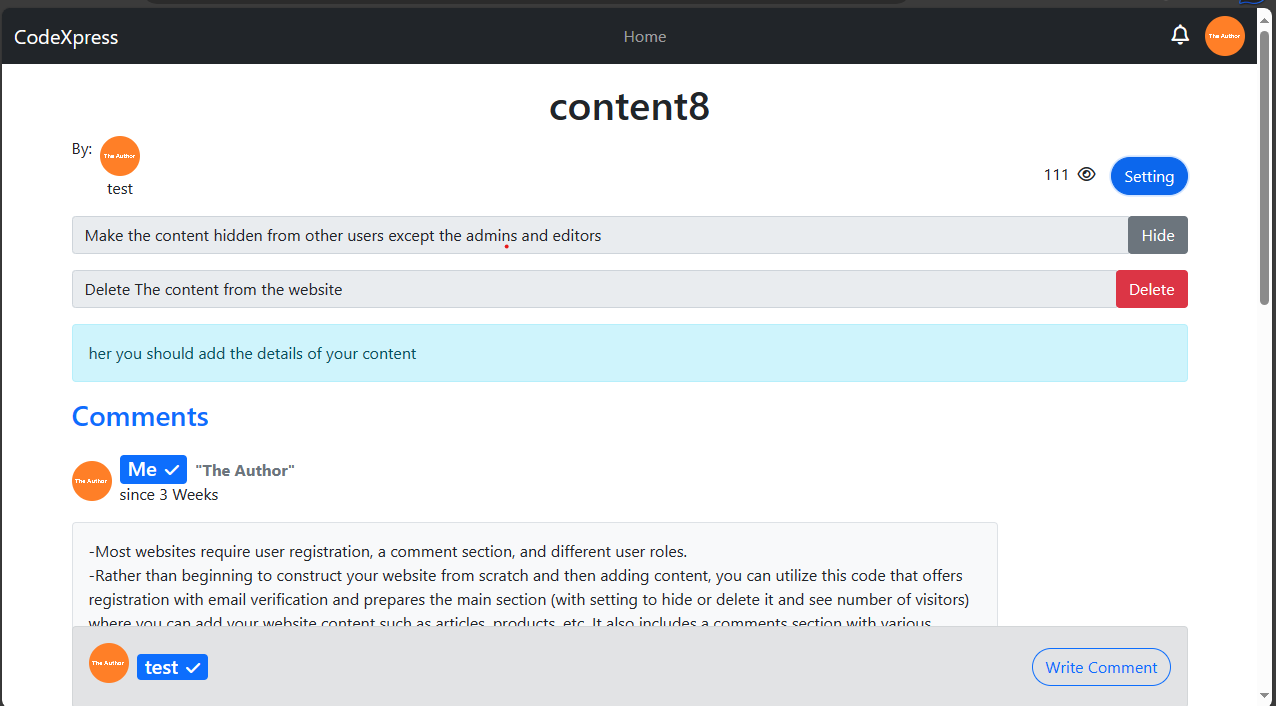 CodeXpress
Home
The Author
content8
By:
The Author
test
111
Setting
Make the content hidden from other users except the admins and editors
Hide
Delete The content from the website
Delete
her you should add the details of your content
Comments
The Author
Me
"The Author"
since 3 Weeks
-Most websites require user registration, a comment section, and different user roles.
-Rather than beginning to construct your website from scratch and then adding content, you can utilize this code that offers
registration with email verification and prepares the main section (with setting to hide or delete it and see number of visitors)
where you can add your website content such as articles, products, etc. It also includes a comments section with various
The Author
test
Write Comment